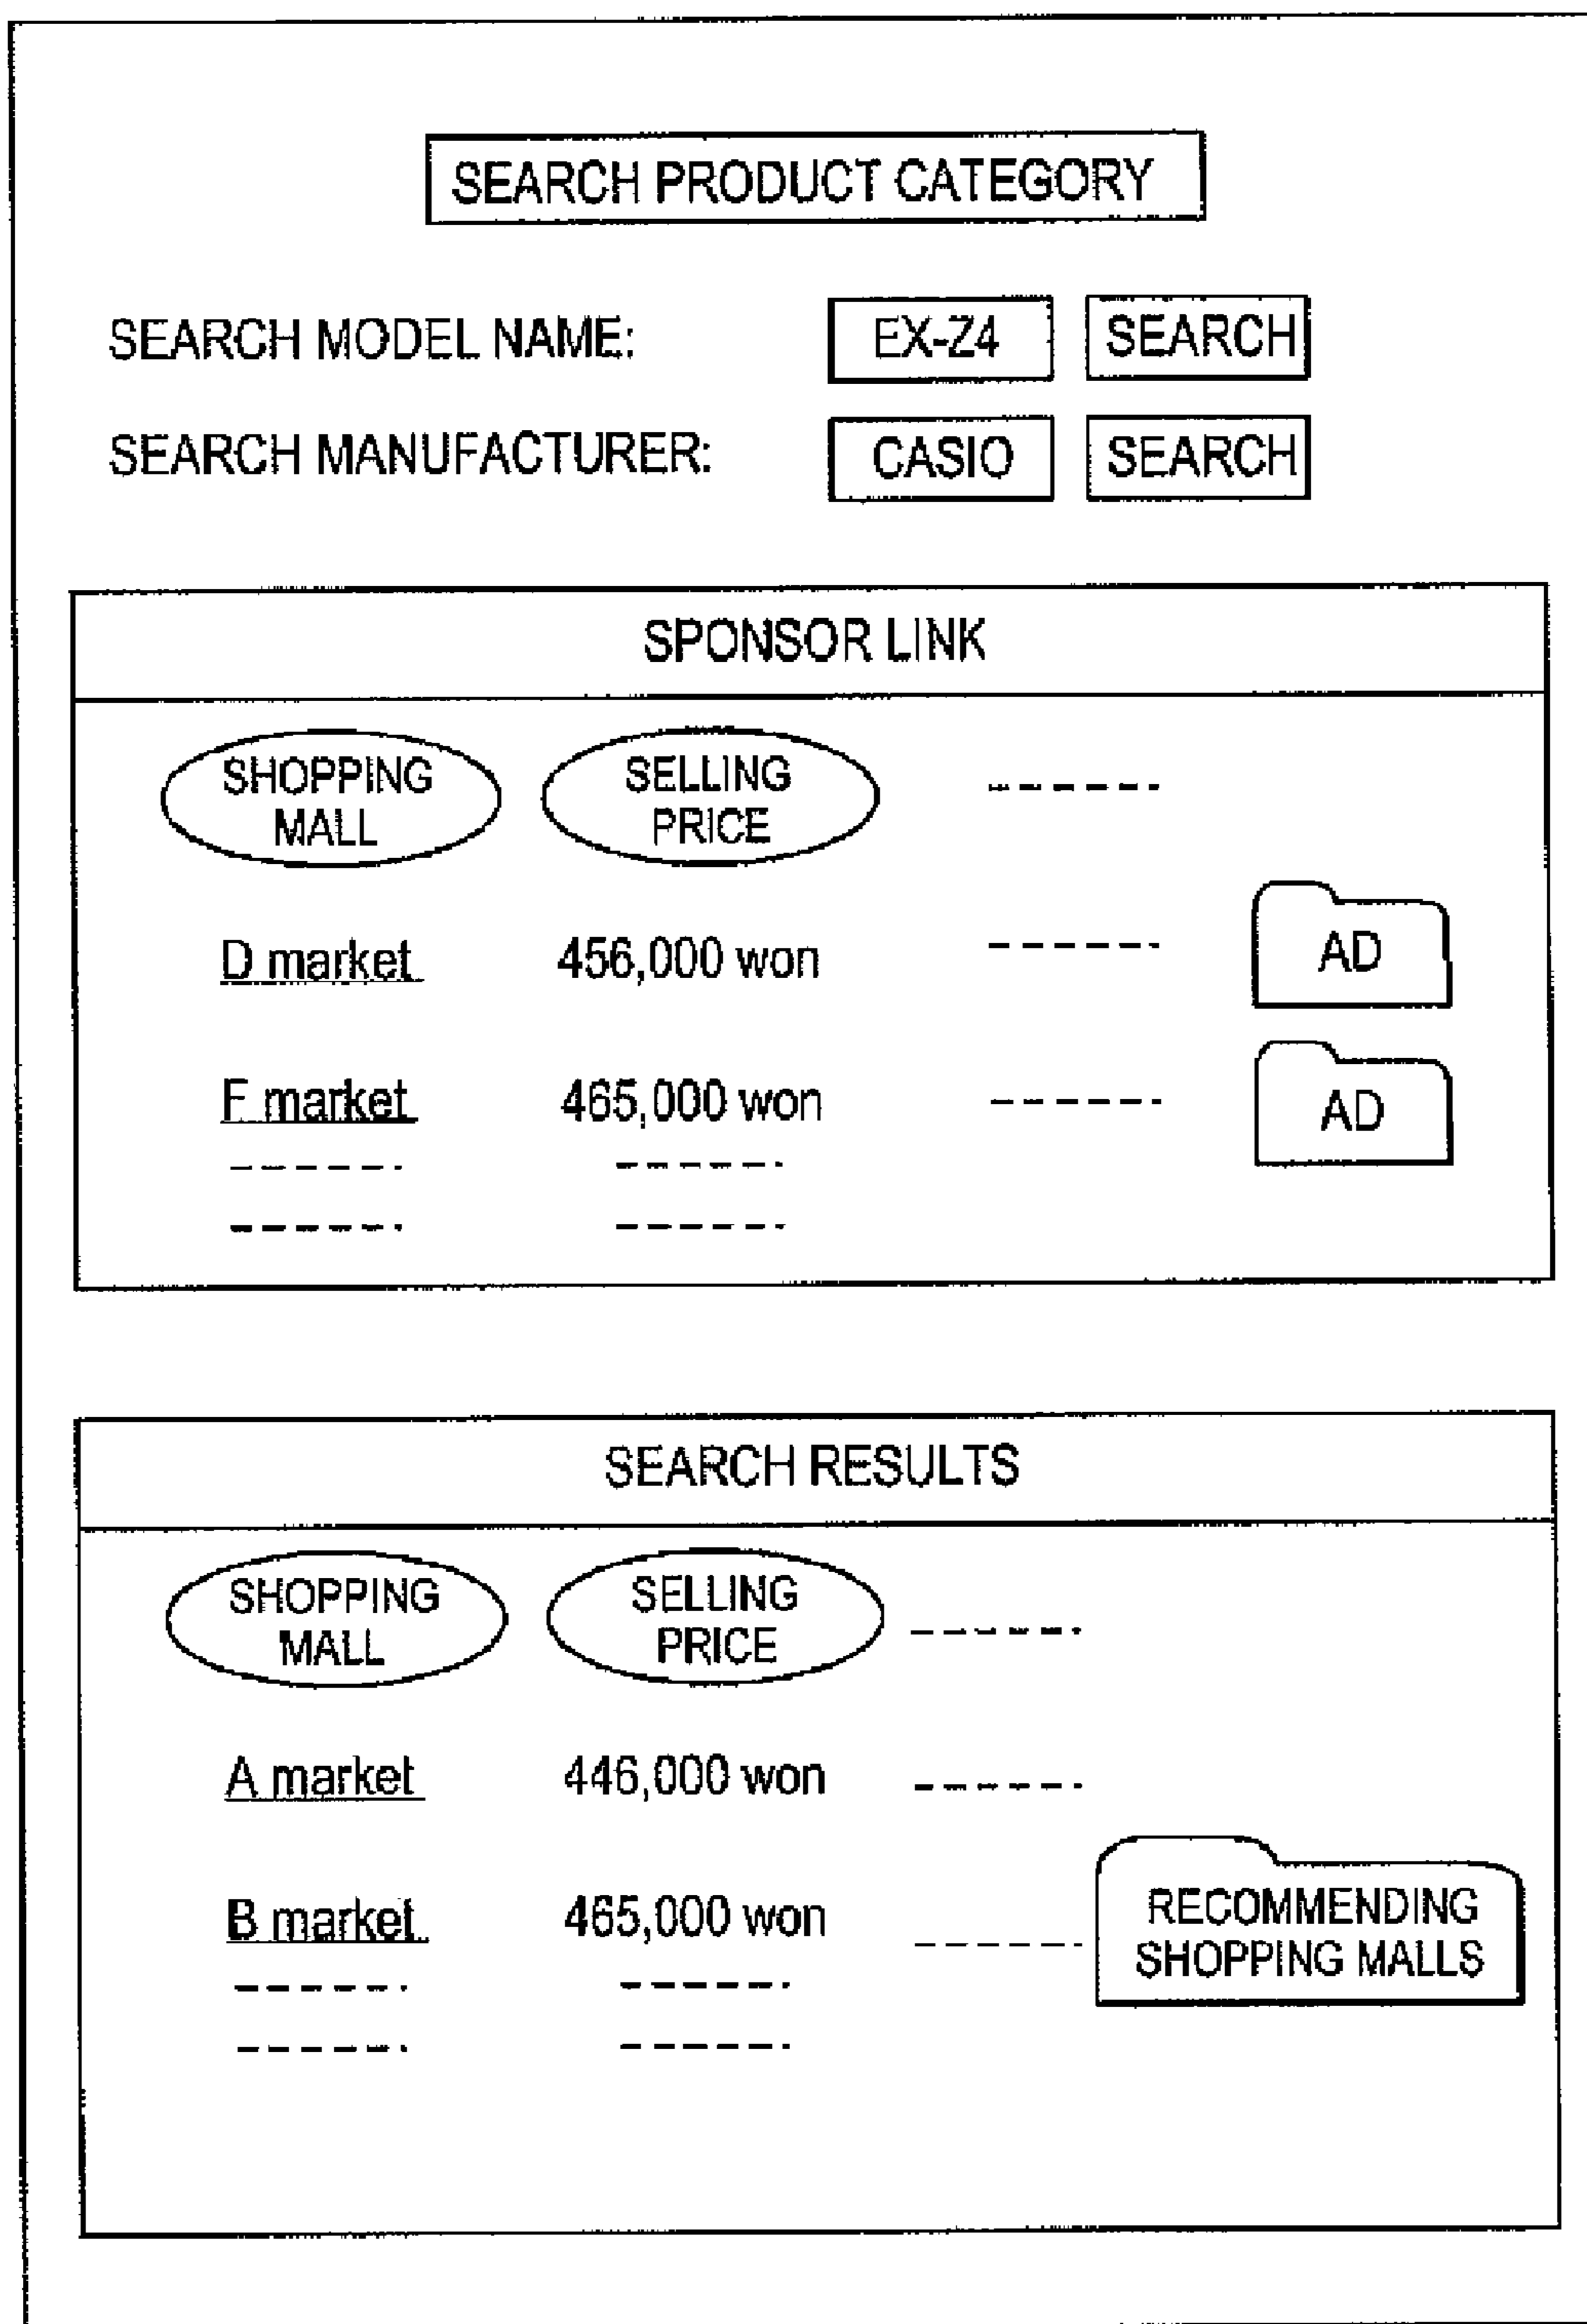 SEARCH PRODUCT CATEGORY
SEARCH MODEL NAME: EX-Z4 SEARCH
SEARCH MANUFACTURER: CASIO SEARCH
SPONSOR LINK
SHOPPING MALL SELLING PRICE ------
D market 456,000 won ------ AD
F market 465,000 won ------ AD
------ ------
------ ------
SEARCH RESULTS
SHOPPING MALL SELLING PRICE ------
A market 446,000 won ------
B market 465,000 won ------ RECOMMENDING SHOPPING MALLS
------ ------
------ ------